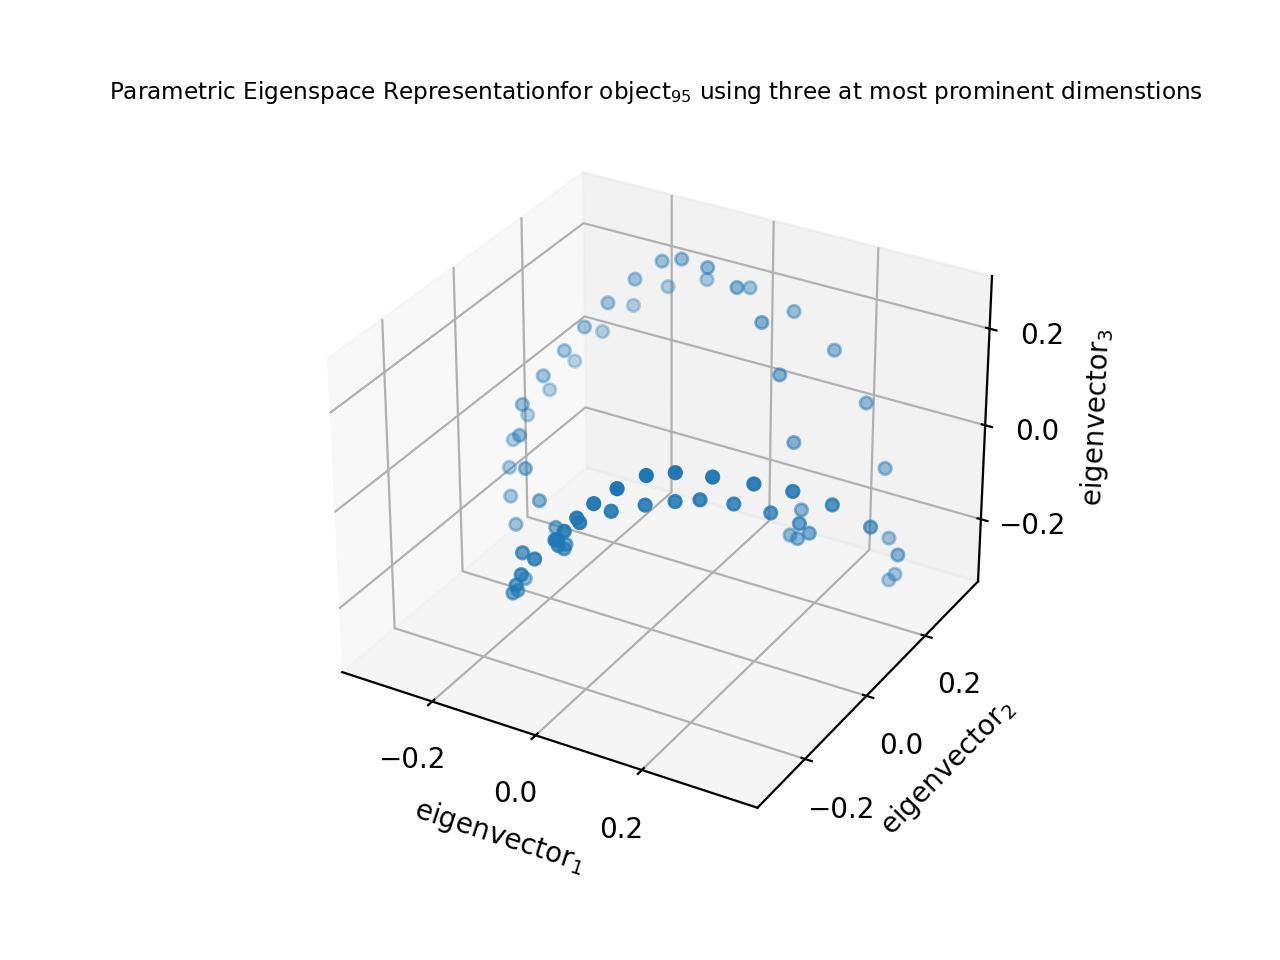 Parametric Eigenspace Representationfor object₉₅ using three at most prominent dimenstions
0.2
0.0
−0.2
eigenvector₃
0.2
0.0
−0.2
eigenvector₂
−0.2
0.0
0.2
eigenvector₁